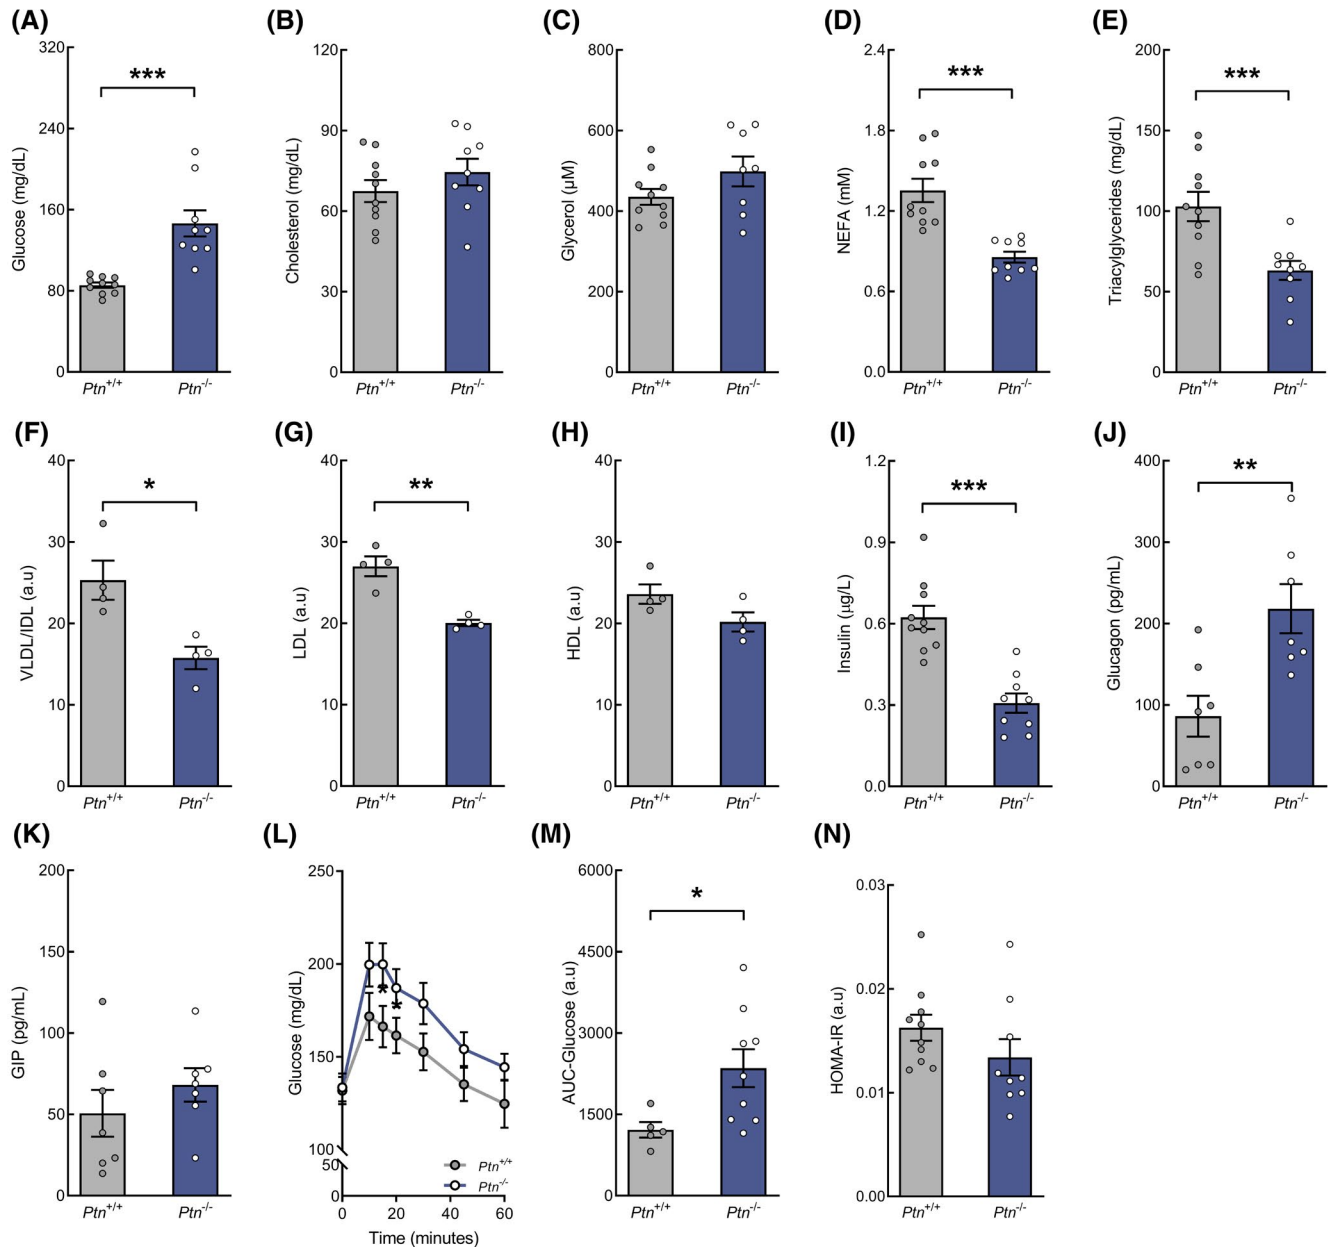 (A)
Glucose (mg/dL)
320
240
160
80
0
***
Ptn+/+
Ptn-/-
(B)
Cholesterol (mg/dL)
120
90
60
30
0
Ptn+/+
Ptn-/-
(C)
Glycerol (µM)
800
600
400
200
0
Ptn+/+
Ptn-/-
(D)
NEFA (mM)
2.4
1.8
1.2
0.6
0.0
***
Ptn+/+
Ptn-/-
(E)
Triacylglycerides (mg/dL)
200
150
100
50
0
***
Ptn+/+
Ptn-/-
(F)
VLDL/IDL (a.u)
40
30
20
10
0
*
Ptn+/+
Ptn-/-
(G)
LDL (a.u)
40
30
20
10
0
**
Ptn+/+
Ptn-/-
(H)
HDL (a.u)
40
30
20
10
0
Ptn+/+
Ptn-/-
(I)
Insulin (µg/L)
1.2
0.9
0.6
0.3
0.0
***
Ptn+/+
Ptn-/-
(J)
Glucagon (pg/mL)
400
300
200
100
0
**
Ptn+/+
Ptn-/-
(K)
GIP (pg/mL)
200
150
100
50
0
Ptn+/+
Ptn-/-
(L)
Glucose (mg/dL)
250
200
150
100
50
0
*
*
Ptn+/+
Ptn-/-
0
20
40
60
Time (minutes)
(M)
AUC-Glucose (a.u)
6000
4500
3000
1500
0
*
Ptn+/+
Ptn-/-
(N)
HOMA-IR (a.u)
0.03
0.02
0.01
0.00
Ptn+/+
Ptn-/-